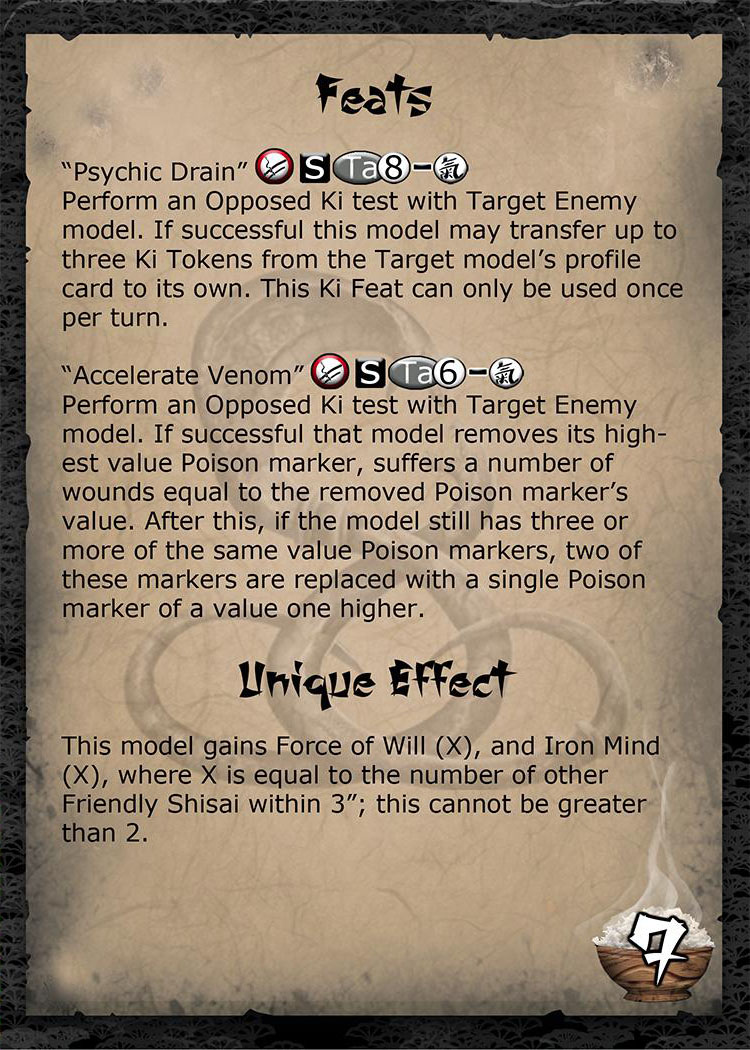 Feats
“Psychic Drain” S Ta8-氣
Perform an Opposed Ki test with Target Enemy
model. If successful this model may transfer up to
three Ki Tokens from the Target model’s profile
card to its own. This Ki Feat can only be used once
per turn.
“Accelerate Venom” S Ta6-氣
Perform an Opposed Ki test with Target Enemy
model. If successful that model removes its high-
est value Poison marker, suffers a number of
wounds equal to the removed Poison marker’s
value. After this, if the model still has three or
more of the same value Poison markers, two of
these markers are replaced with a single Poison
marker of a value one higher.
Unique Effect
This model gains Force of Will (X), and Iron Mind
(X), where X is equal to the number of other
Friendly Shisai within 3”; this cannot be greater
than 2.
7